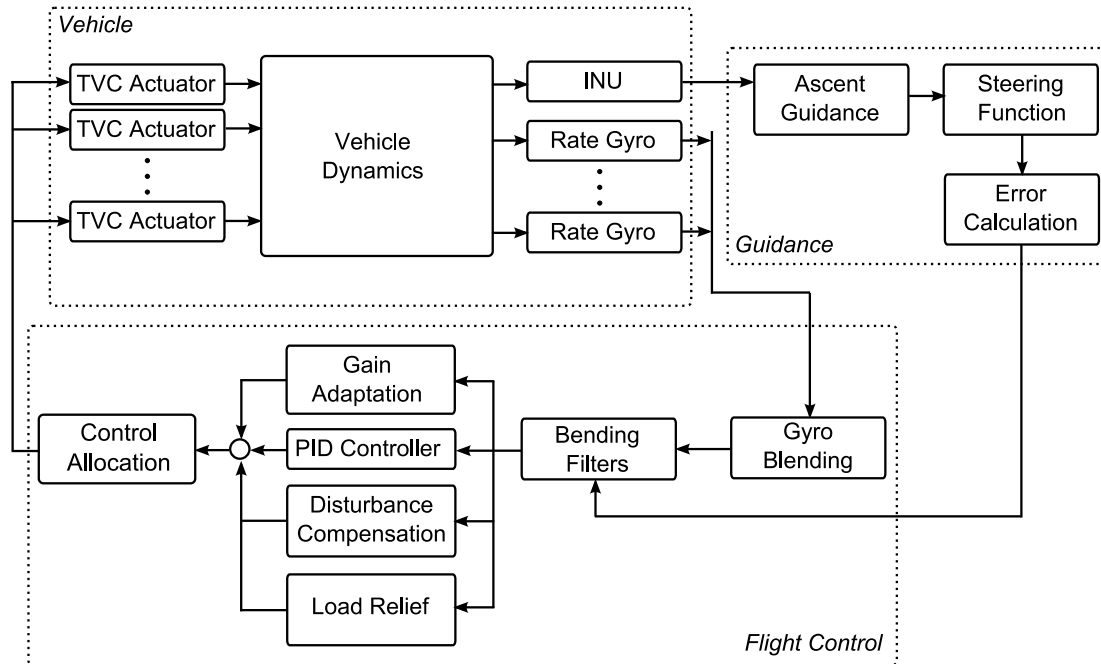 Vehicle
TVC Actuator
TVC Actuator
TVC Actuator
Vehicle
Dynamics
INU
Rate Gyro
Rate Gyro
Ascent
Guidance
Steering
Function
Error
Calculation
Guidance
Gain
Adaptation
PID Controller
Disturbance
Compensation
Load Relief
Control
Allocation
Bending
Filters
Gyro
Blending
Flight Control